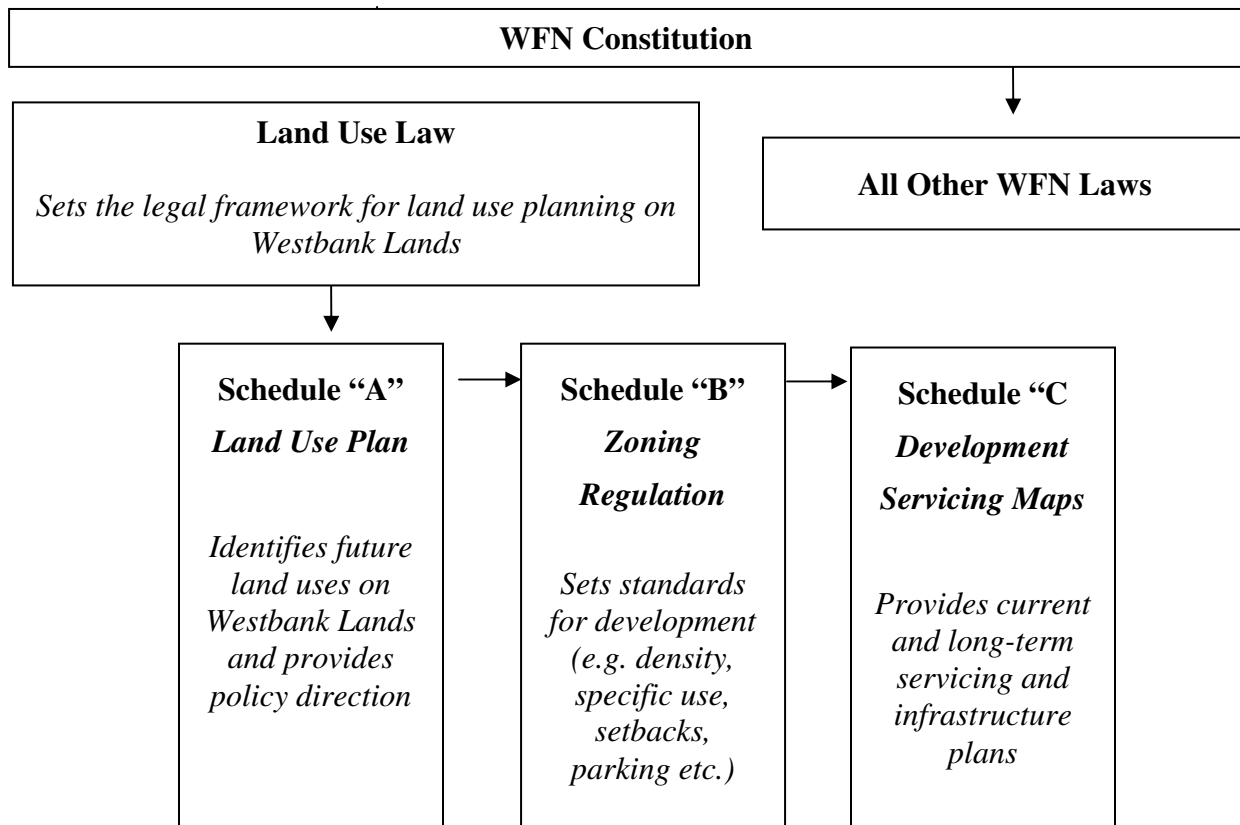 WFN Constitution
Land Use Law
Sets the legal framework for land use planning on
Westbank Lands
All Other WFN Laws
Schedule “A”
Land Use Plan
Identifies future
land uses on
Westbank Lands
and provides
policy direction
Schedule “B”
Zoning
Regulation
Sets standards
for development
(e.g. density,
specific use,
setbacks,
parking etc.)
Schedule “C
Development
Servicing Maps
Provides current
and long-term
servicing and
infrastructure
plans